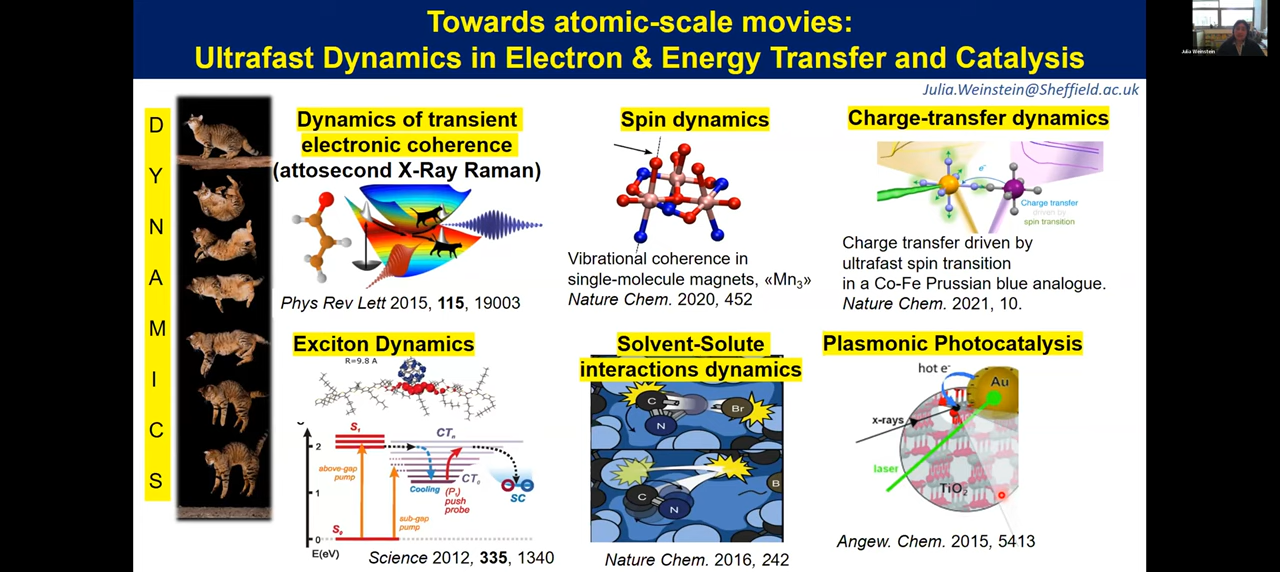 Towards atomic-scale movies:
Ultrafast Dynamics in Electron & Energy Transfer and Catalysis
Julia Weinstein
Julia.Weinstein@Sheffield.ac.uk
D
Y
N
A
M
I
C
S
Dynamics of transient
electronic coherence
(attosecond X-Ray Raman)
Phys Rev Lett 2015, 115, 19003
Spin dynamics
Vibrational coherence in
single-molecule magnets, «Mn₃»
Nature Chem. 2020, 452
Charge-transfer dynamics
e⁻
Charge transfer
driven by
spin transition
Charge transfer driven by
ultrafast spin transition
in a Co-Fe Prussian blue analogue.
Nature Chem. 2021, 10.
Exciton Dynamics
R=9.8 A
S₁
CTₙ
2
above-gap
pump
Cooling
CT₀
(Pᵣ)
push
probe
SC
1
sub-gap
pump
S₀
0
E(eV)
Science 2012, 335, 1340
Solvent-Solute
interactions dynamics
C
Br
N
B
C
N
Nature Chem. 2016, 242
Plasmonic Photocatalysis
hot e⁻
Au
x-rays
laser
TiO₂
Angew. Chem. 2015, 5413